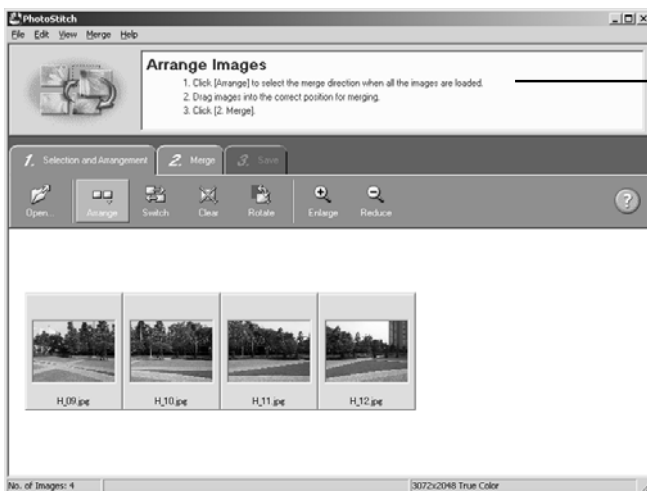 PhotoStitch
File Edit View Merge Help
Arrange Images
1. Click [Arrange] to select the merge direction when all the images are loaded.
2. Drag images into the correct position for merging.
3. Click [2. Merge].
1. Selection and Arrangement 2. Merge 3. Save
Open... Arrange Switch Clear Rotate Enlarge Reduce ?
H_09.jpg H_10.jpg H_11.jpg H_12.jpg
No. of Images: 4 3072x2048 True Color